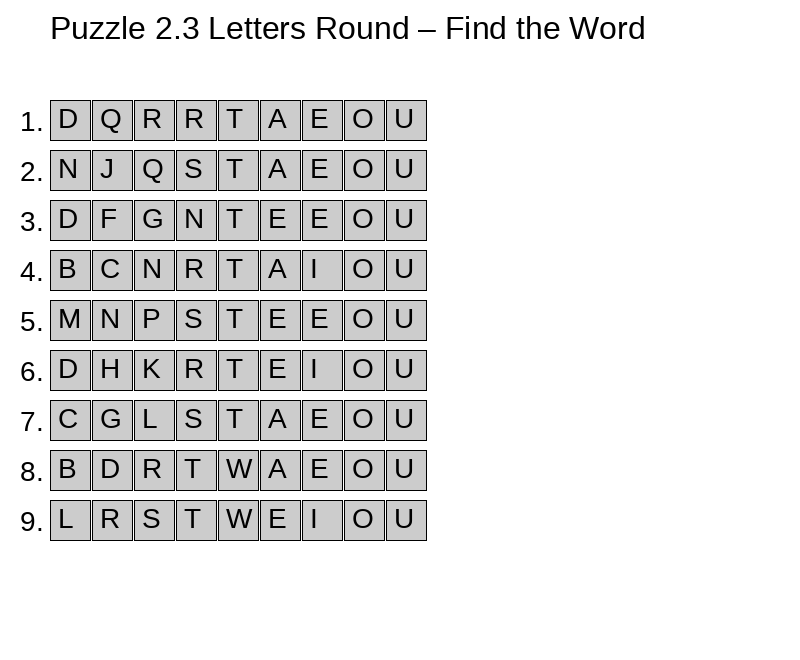 Puzzle 2.3 Letters Round – Find the Word
1. D Q R R T A E O U
2. N J Q S T A E O U
3. D F G N T E E O U
4. B C N R T A I O U
5. M N P S T E E O U
6. D H K R T E I O U
7. C G L S T A E O U
8. B D R T W A E O U
9. L R S T W E I O U